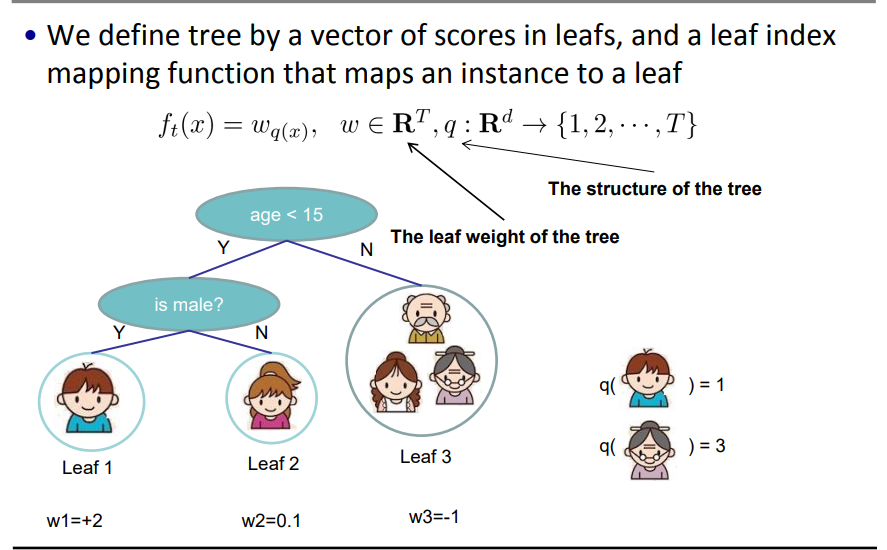 • We define tree by a vector of scores in leafs, and a leaf index
mapping function that maps an instance to a leaf
f_t(x) = w_{q(x)}, w ∈ R^T, q : R^d → {1, 2, ⋯, T}
The structure of the tree
The leaf weight of the tree
age < 15
Y N
is male?
Y N
q( ) = 1
q( ) = 3
Leaf 1 Leaf 2 Leaf 3
w1=+2 w2=0.1 w3=-1